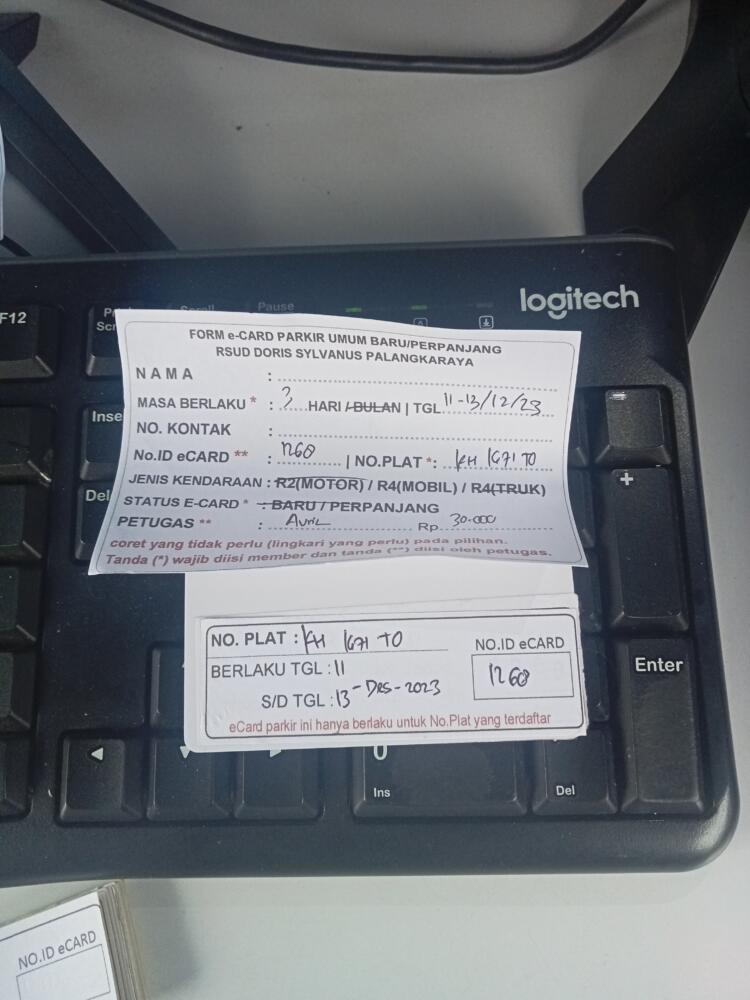 F12
Scroll
Pause
logitech
Inse
Del
FORM e-CARD PARKIR UMUM BARU/PERPANJANG
RSUD DORIS SYLVANUS PALANGKARAYA
NAMA :
MASA BERLAKU * : 3 HARI /BULAN | TGL 11-13/12/23
NO. KONTAK :
No.ID eCARD ** : 1260 | NO.PLAT *: KH 1671 TO
JENIS KENDARAAN : R2(MOTOR) / R4(MOBIL) / R4(TRUK)
STATUS E-CARD * : BARU / PERPANJANG
PETUGAS ** : AVRIL Rp 30.000
coret yang tidak perlu (lingkari yang perlu) pada pilihan.
Tanda (*) wajib diisi member dan tanda (**) diisi oleh petugas.
NO. PLAT : KH 1671 TO
NO.ID eCARD
1260
BERLAKU TGL : 11
S/D TGL : 13 - DES - 2023
eCard parkir ini hanya berlaku untuk No.Plat yang terdaftar
+
Enter
0
Ins
Del
NO.ID eCARD